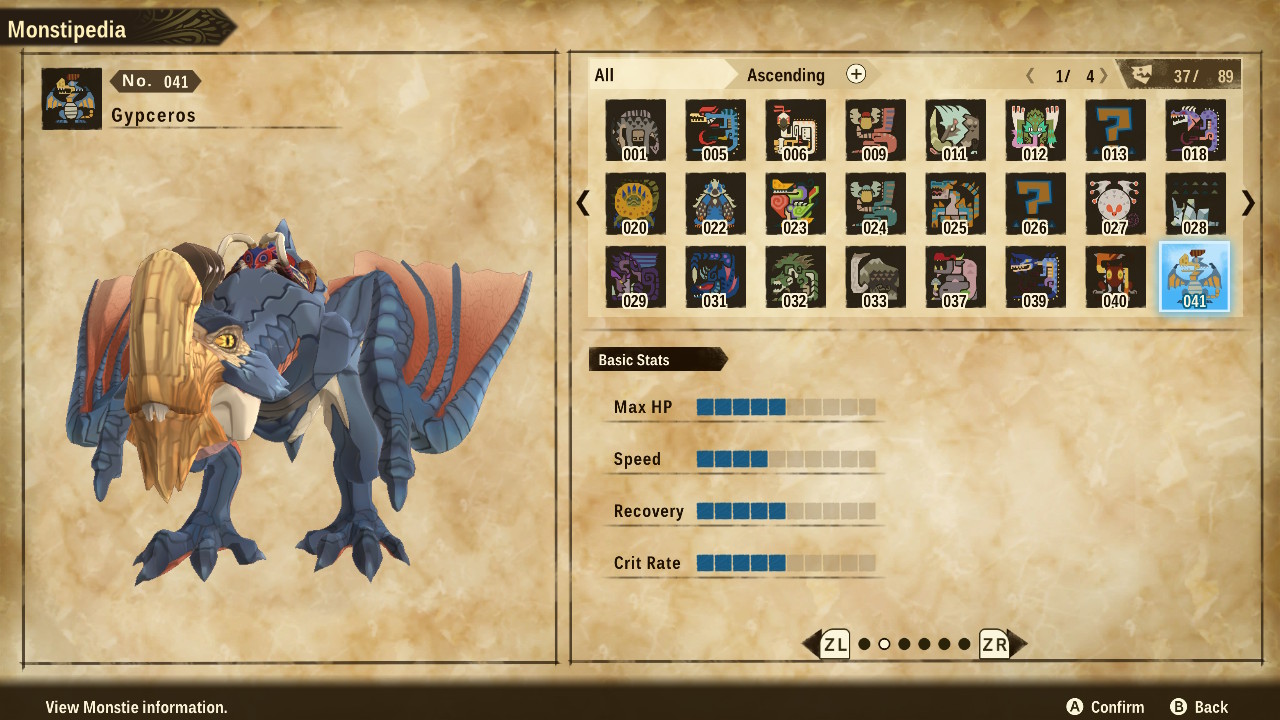 Monstipedia
No. 041
Gypceros
All
Ascending
1/ 4
37/ 89
001 005 006 009 011 012 013 018
020 022 023 024 025 026 027 028
029 031 032 033 037 039 040 041
Basic Stats
Max HP
Speed
Recovery
Crit Rate
ZL ZR
View Monstie information.
A Confirm B Back